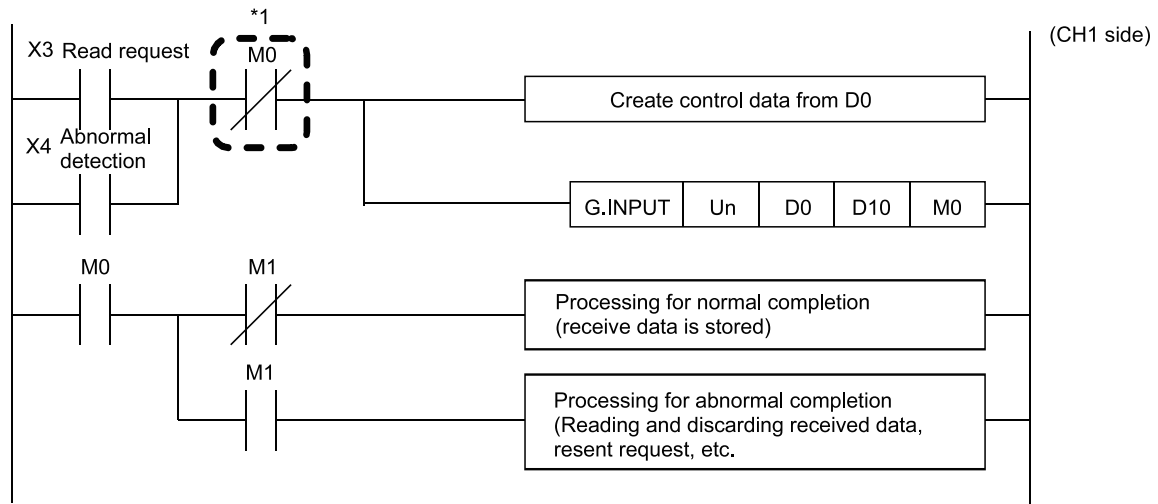 *1
(CH1 side)
X3 Read request
M0
Create control data from D0
X4 Abnormal
detection
G.INPUT Un D0 D10 M0
M0
M1
Processing for normal completion
(receive data is stored)
M1
Processing for abnormal completion
(Reading and discarding received data,
resent request, etc.